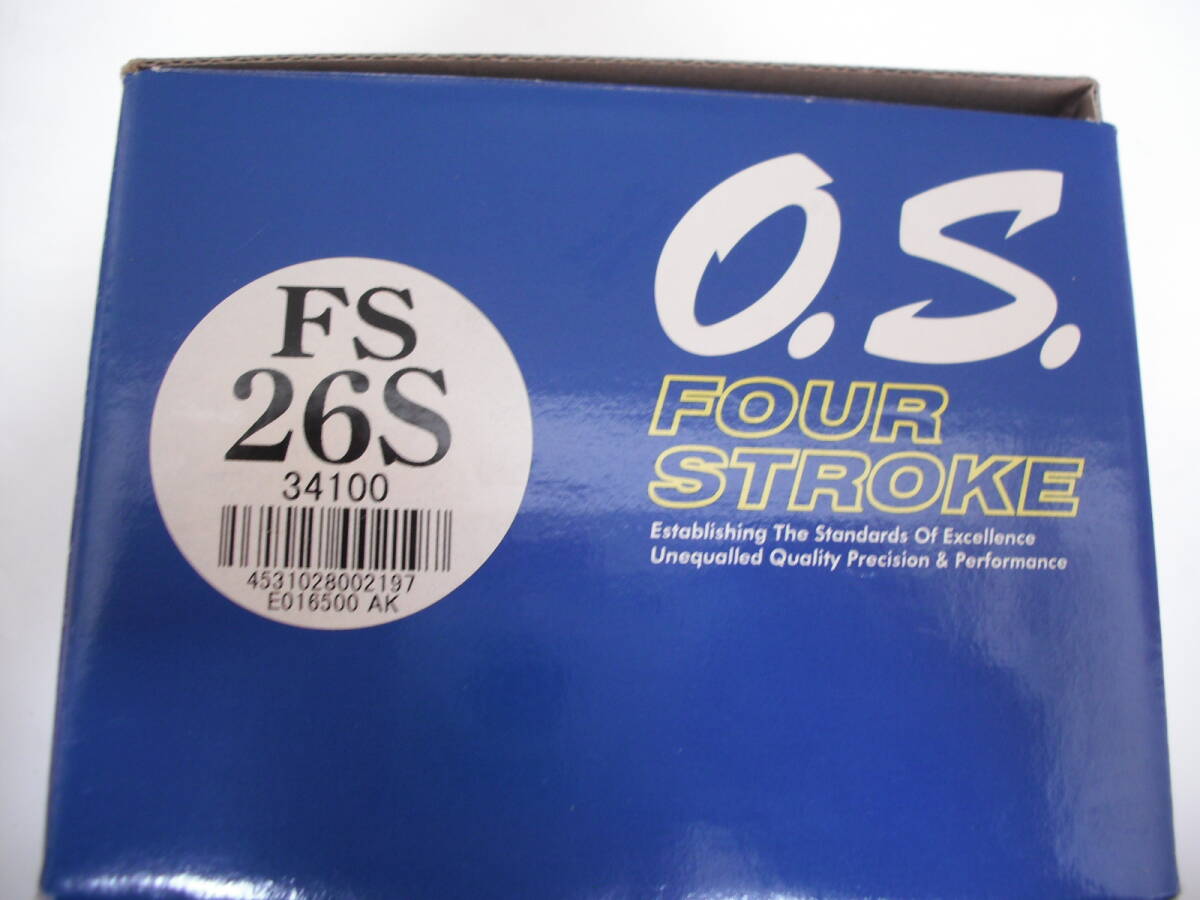 FS
26S
34100
4531028002197
E016500 AK
O.S.
FOUR
STROKE
Establishing The Standards Of Excellence
Unequalled Quality Precision & Performance